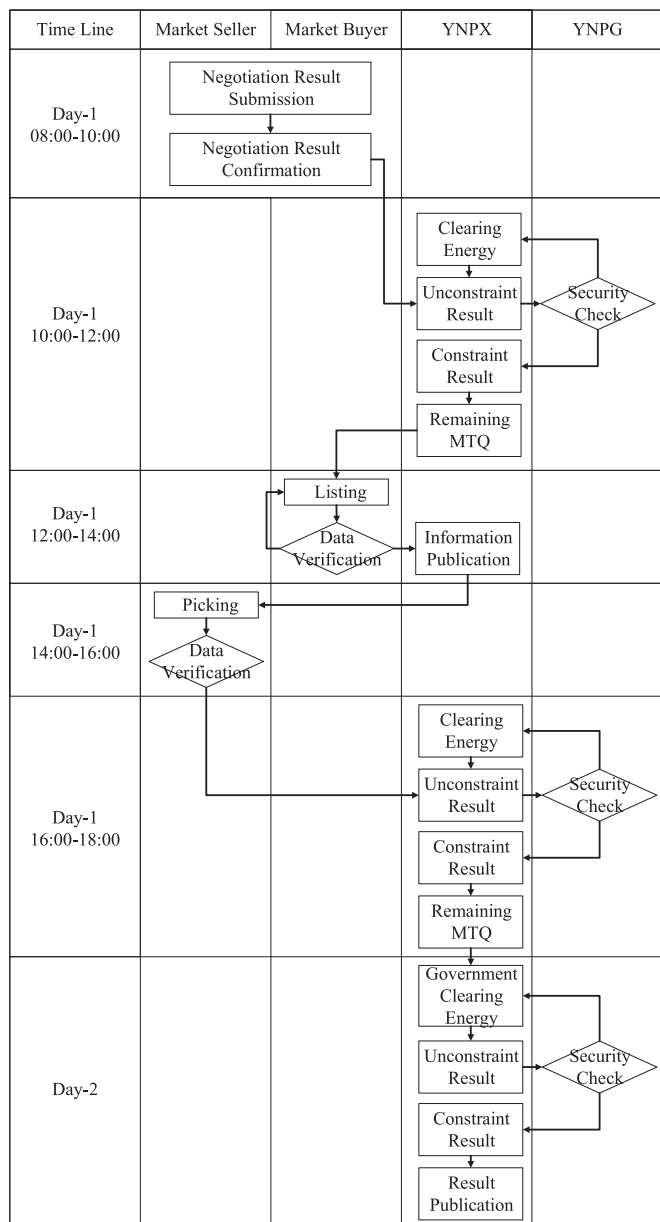 Time Line
Market Seller
Market Buyer
YNPX
YNPG
Day-1
08:00-10:00
Negotiation Result
Submission
Negotiation Result
Confirmation
Day-1
10:00-12:00
Clearing
Energy
Unconstraint
Result
Security
Check
Constraint
Result
Remaining
MTQ
Day-1
12:00-14:00
Listing
Data
Verification
Information
Publication
Day-1
14:00-16:00
Picking
Data
Verification
Day-1
16:00-18:00
Clearing
Energy
Unconstraint
Result
Security
Check
Constraint
Result
Remaining
MTQ
Day-2
Government
Clearing
Energy
Unconstraint
Result
Security
Check
Constraint
Result
Result
Publication